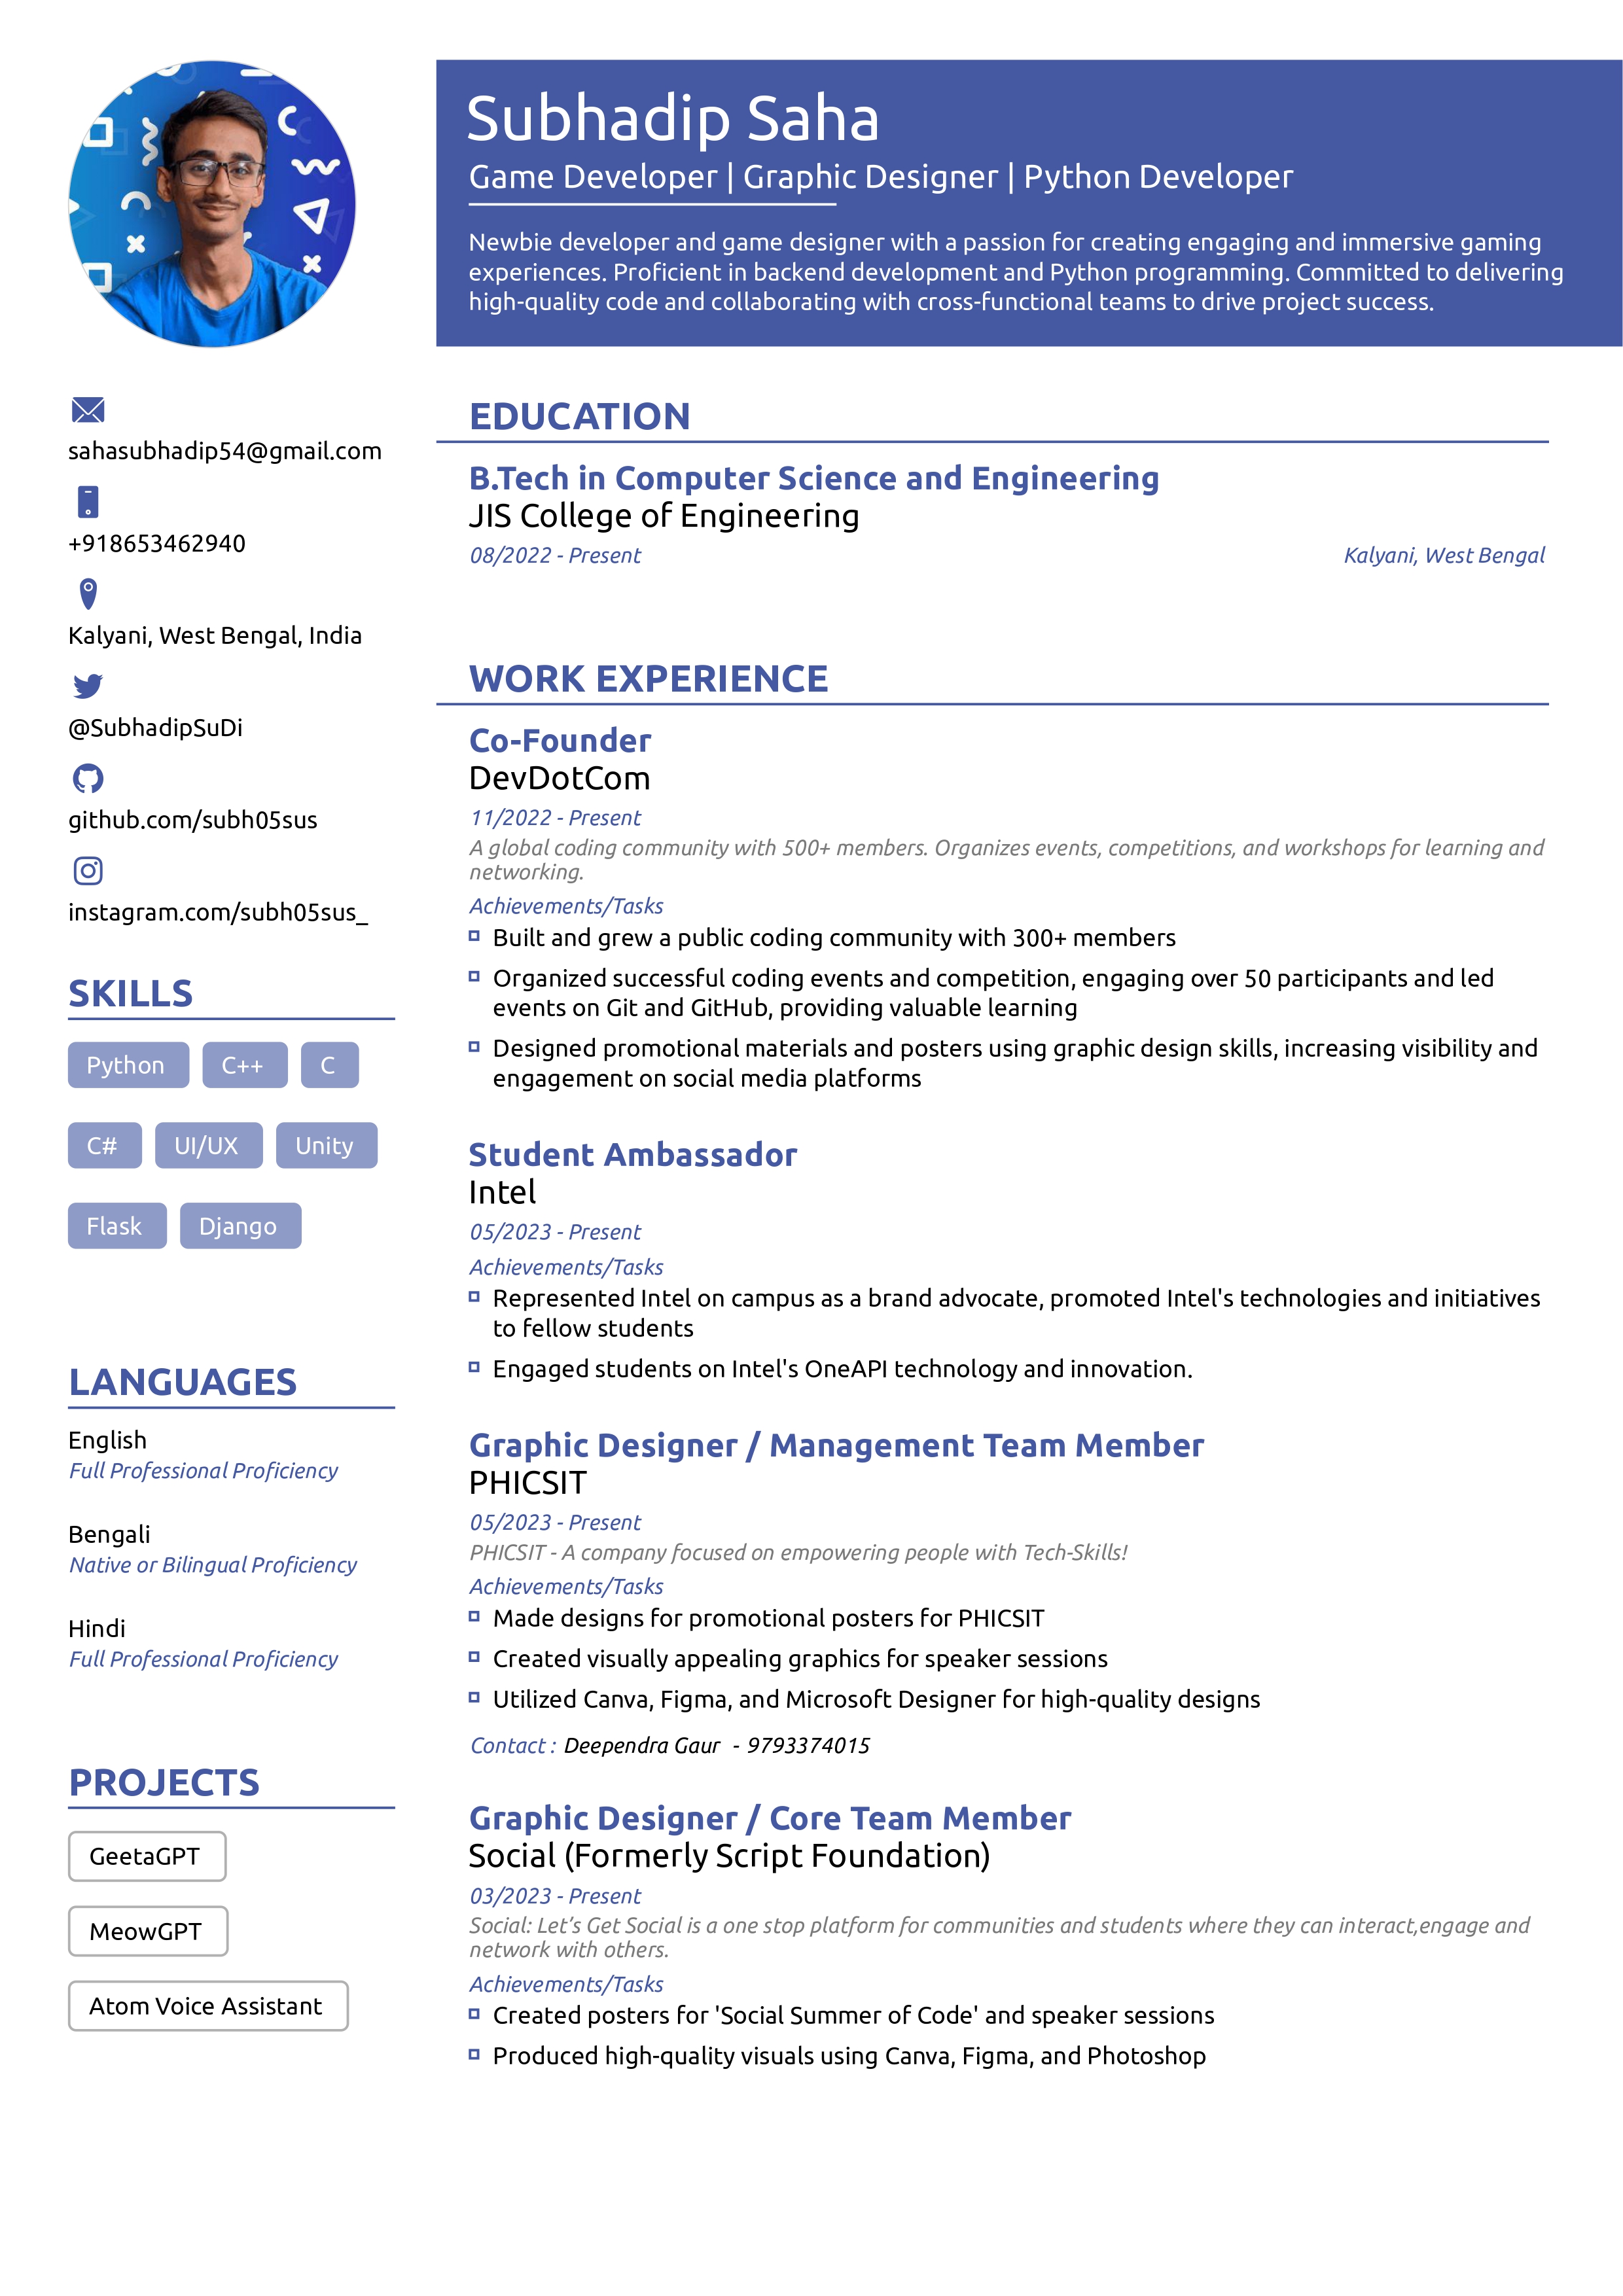 Subhadip Saha
Game Developer | Graphic Designer | Python Developer
Newbie developer and game designer with a passion for creating engaging and immersive gaming
experiences. Proficient in backend development and Python programming. Committed to delivering
high-quality code and collaborating with cross-functional teams to drive project success.
sahasubhadip54@gmail.com
+918653462940
Kalyani, West Bengal, India
@SubhadipSuDi
github.com/subh05sus
instagram.com/subh05sus_
SKILLS
Python C++ C
C# UI/UX Unity
Flask Django
LANGUAGES
English
Full Professional Proficiency
Bengali
Native or Bilingual Proficiency
Hindi
Full Professional Proficiency
PROJECTS
GeetaGPT
MeowGPT
Atom Voice Assistant
EDUCATION
B.Tech in Computer Science and Engineering
JIS College of Engineering
08/2022 - Present Kalyani, West Bengal
WORK EXPERIENCE
Co-Founder
DevDotCom
11/2022 - Present
A global coding community with 500+ members. Organizes events, competitions, and workshops for learning and
networking.
Achievements/Tasks
Built and grew a public coding community with 300+ members
Organized successful coding events and competition, engaging over 50 participants and led
events on Git and GitHub, providing valuable learning
Designed promotional materials and posters using graphic design skills, increasing visibility and
engagement on social media platforms
Student Ambassador
Intel
05/2023 - Present
Achievements/Tasks
Represented Intel on campus as a brand advocate, promoted Intel's technologies and initiatives
to fellow students
Engaged students on Intel's OneAPI technology and innovation.
Graphic Designer / Management Team Member
PHICSIT
05/2023 - Present
PHICSIT - A company focused on empowering people with Tech-Skills!
Achievements/Tasks
Made designs for promotional posters for PHICSIT
Created visually appealing graphics for speaker sessions
Utilized Canva, Figma, and Microsoft Designer for high-quality designs
Contact : Deependra Gaur - 9793374015
Graphic Designer / Core Team Member
Social (Formerly Script Foundation)
03/2023 - Present
Social: Let’s Get Social is a one stop platform for communities and students where they can interact,engage and
network with others.
Achievements/Tasks
Created posters for 'Social Summer of Code' and speaker sessions
Produced high-quality visuals using Canva, Figma, and Photoshop